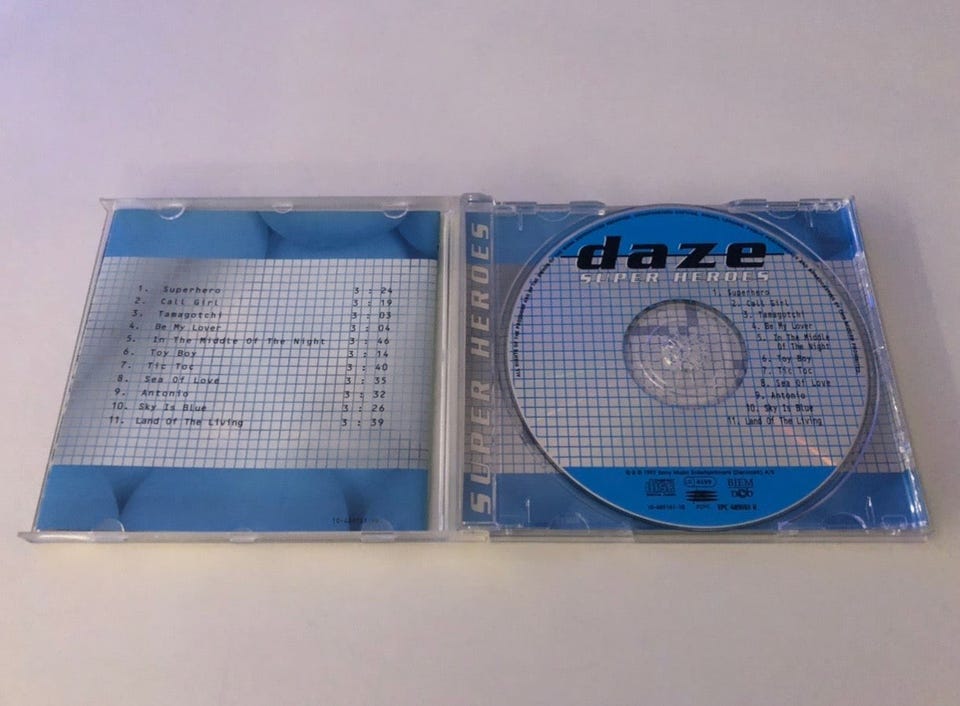 1. Superhero 3 : 24
2. Call Girl 3 : 19
3. Tamagotchi 3 : 03
4. Be My Lover 3 : 04
5. In The Middle Of The Night 3 : 46
6. Toy Boy 3 : 14
7. Tic Toc 3 : 40
8. Sea Of Love 3 : 35
9. Antonio 3 : 32
10. Sky Is Blue 3 : 26
11. Land Of The Living 3 : 39
SUPER HEROES
daze
SUPER HEROES
1. Superhero
2. Call Girl
3. Tamagotchi
4. Be My Lover
5. In The Middle
Of The Night
6. Toy Boy
7. Tic Toc
8. Sea Of Love
9. Antonio
10. Sky Is Blue
11. Land Of The Living
Sony Music Entertainment (Denmark) A/S
BIEM